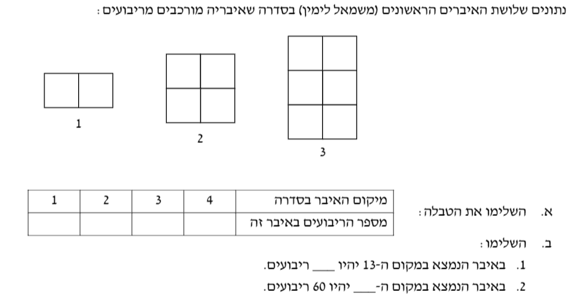 נתונים שלושת האיברים הראשונים (משמאל לימין) בסדרה שאיבריה מורכבים מריבועים :
1
2
3
א. השלימו את הטבלה :
מיקום האיבר בסדרה 4 3 2 1
מספר הריבועים באיבר זה
ב. השלימו :
1. באיבר הנמצא במקום ה-13 יהיו ___ ריבועים.
2. באיבר הנמצא במקום ה-___ יהיו 60 ריבועים.